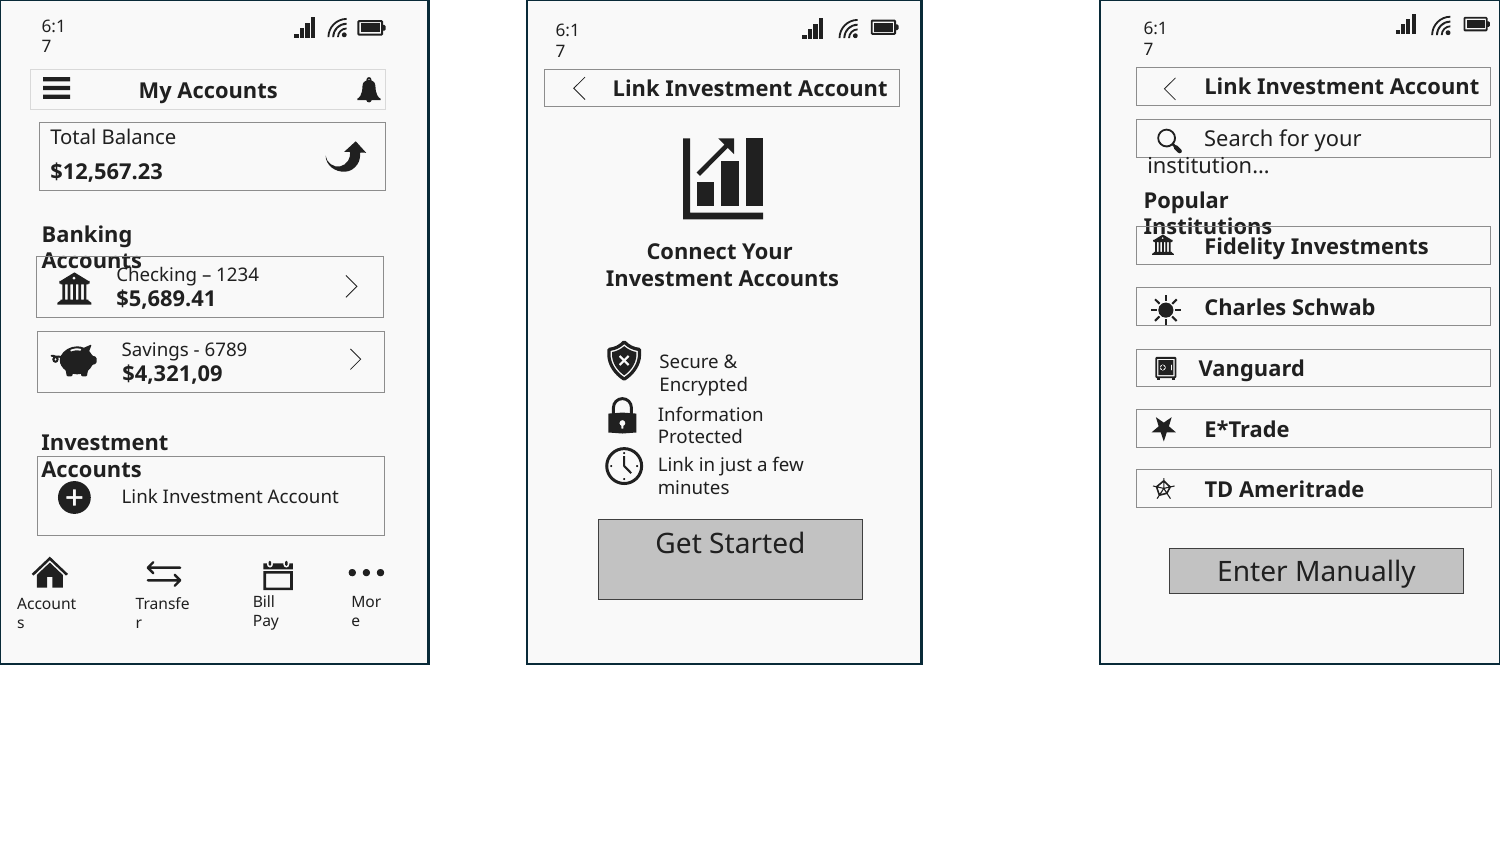 6:1
7
My Accounts
Total Balance
$12,567.23
Banking
Accounts
Checking – 1234
$5,689.41
Savings - 6789
$4,321,09
Investment
Accounts
Link Investment Account
Account
s
Transfe
r
Bill
Pay
Mor
e
6:1
7
Link Investment Account
Connect Your
Investment Accounts
Secure &
Encrypted
Information
Protected
Link in just a few
minutes
Get Started
6:1
7
Link Investment Account
Search for your
institution...
Popular
Institutions
Fidelity Investments
Charles Schwab
Vanguard
E*Trade
TD Ameritrade
Enter Manually